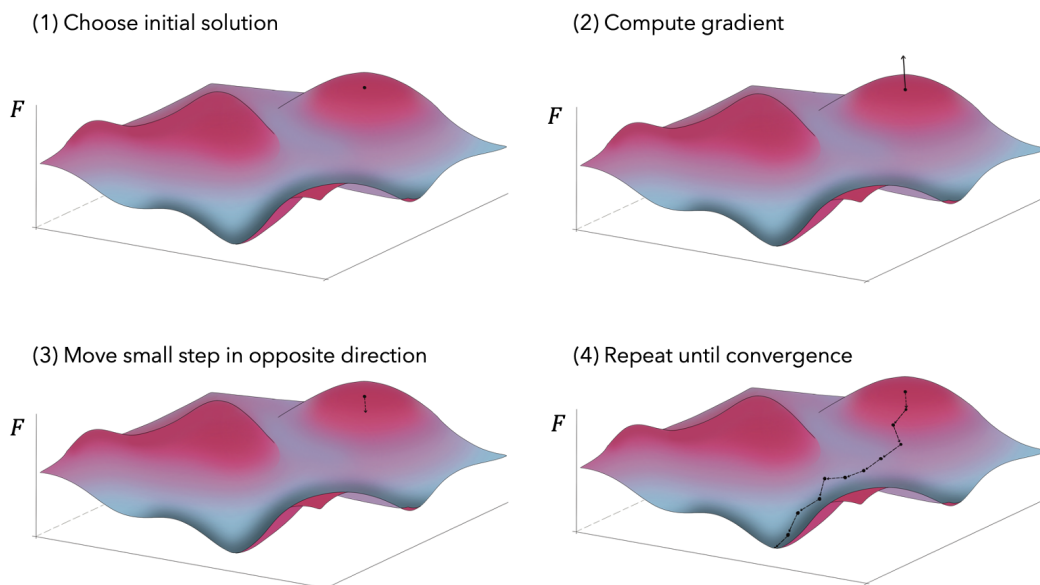 (1) Choose initial solution
(2) Compute gradient
F
F
(3) Move small step in opposite direction
(4) Repeat until convergence
F
F